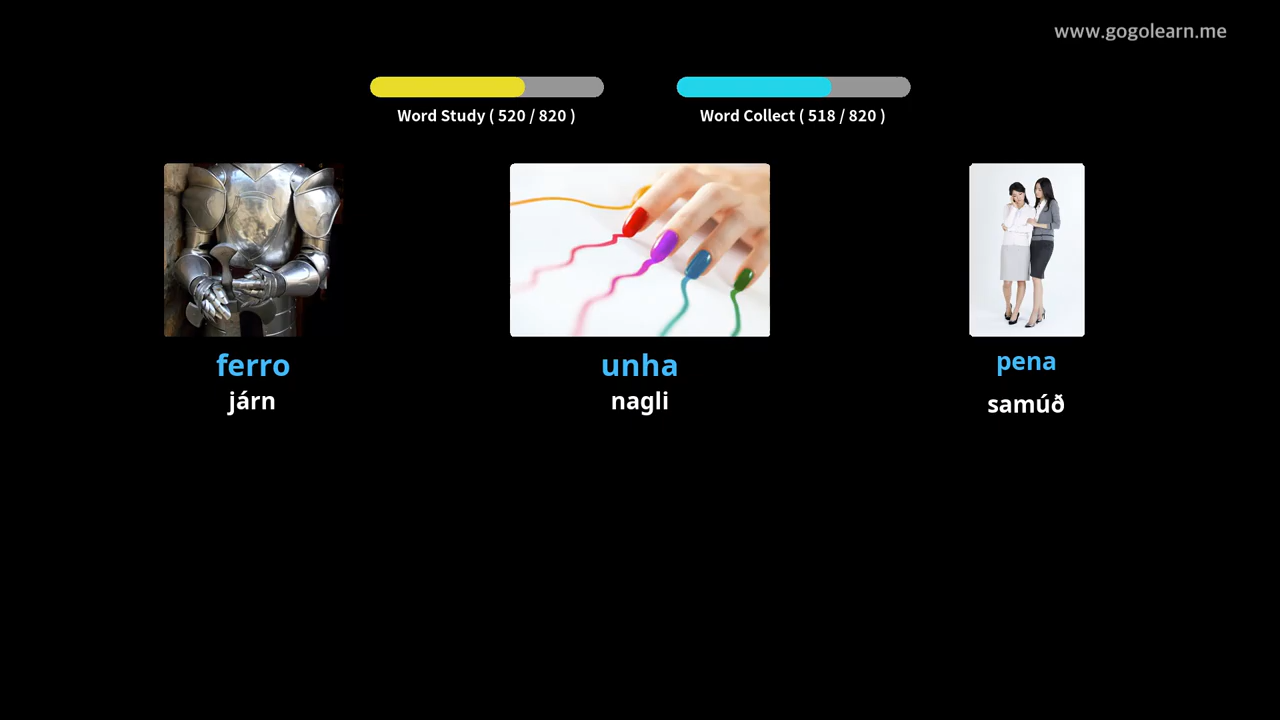 www.gogolearn.me
Word Study ( 520 / 820 )
Word Collect ( 518 / 820 )
ferro
járn
unha
nagli
pena
samúð